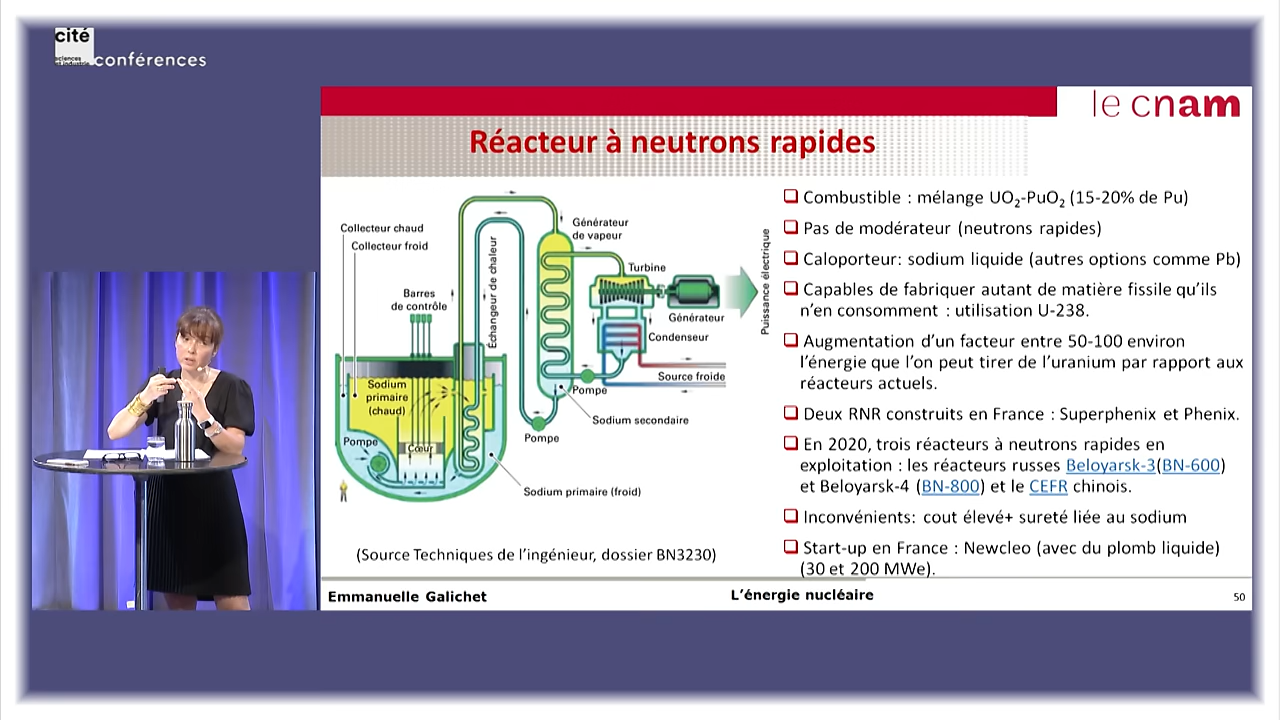 cité
sciences
et industrie
conférences
le cnam
Réacteur à neutrons rapides
Collecteur chaud
Collecteur froid
Barres
de contrôle
Échangeur de chaleur
Générateur
de vapeur
Turbine
Générateur
Condenseur
Puissance électrique
Source froide
Pompe
Sodium secondaire
Pompe
Sodium
primaire
(chaud)
Pompe
Cœur
Sodium primaire (froid)
(Source Techniques de l'ingénieur, dossier BN3230)
❑ Combustible : mélange UO₂-PuO₂ (15-20% de Pu)
❑ Pas de modérateur (neutrons rapides)
❑ Caloporteur: sodium liquide (autres options comme Pb)
❑ Capables de fabriquer autant de matière fissile qu'ils
n'en consomment : utilisation U-238.
❑ Augmentation d'un facteur entre 50-100 environ
l'énergie que l'on peut tirer de l'uranium par rapport aux
réacteurs actuels.
❑ Deux RNR construits en France : Superphenix et Phenix.
❑ En 2020, trois réacteurs à neutrons rapides en
exploitation : les réacteurs russes Beloyarsk-3(BN-600)
et Beloyarsk-4 (BN-800) et le CEFR chinois.
❑ Inconvénients: cout élevé+ sureté liée au sodium
❑ Start-up en France : Newcleo (avec du plomb liquide)
(30 et 200 MWe).
Emmanuelle Galichet
L'énergie nucléaire
50